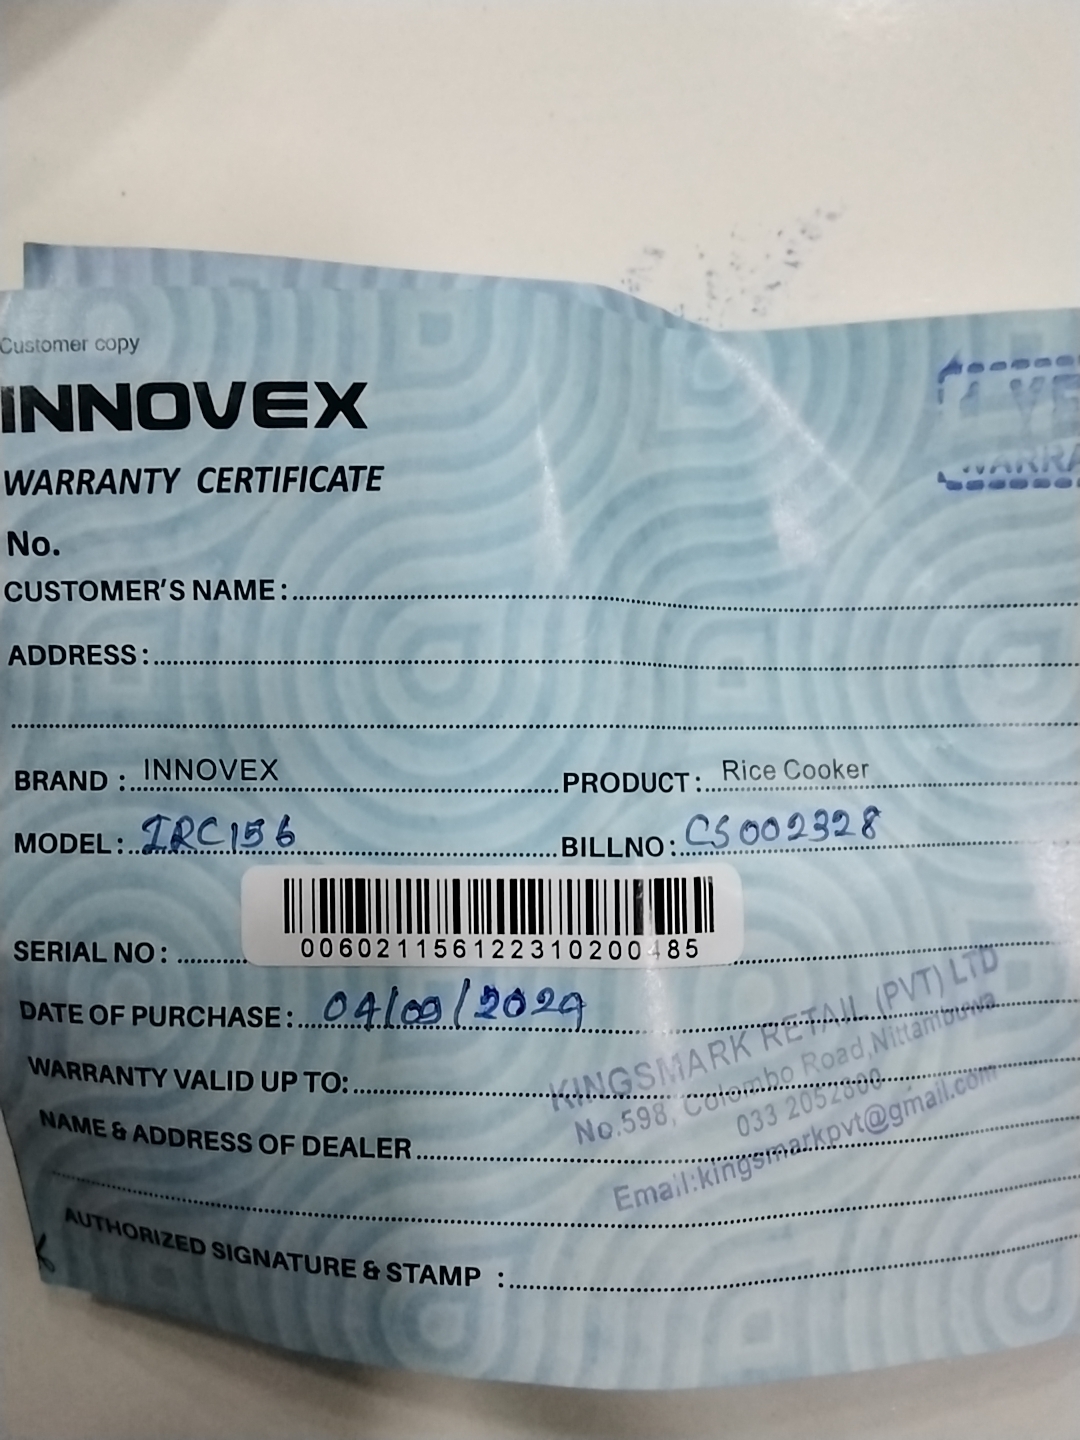 Customer copy
INNOVEX
WARRANTY CERTIFICATE
No.
CUSTOMER'S NAME :
ADDRESS :
BRAND : INNOVEX PRODUCT : Rice Cooker
MODEL : IRC156 BILLNO : CS002328
SERIAL NO :
DATE OF PURCHASE : 04/09/2024
WARRANTY VALID UP TO:
NAME & ADDRESS OF DEALER
KINGSMARK RETAIL (PVT) LTD
No.598, Colombo Road,Nittambuwa
033 2052800
Email:kingsmarkpvt@gmail.com
AUTHORIZED SIGNATURE & STAMP :